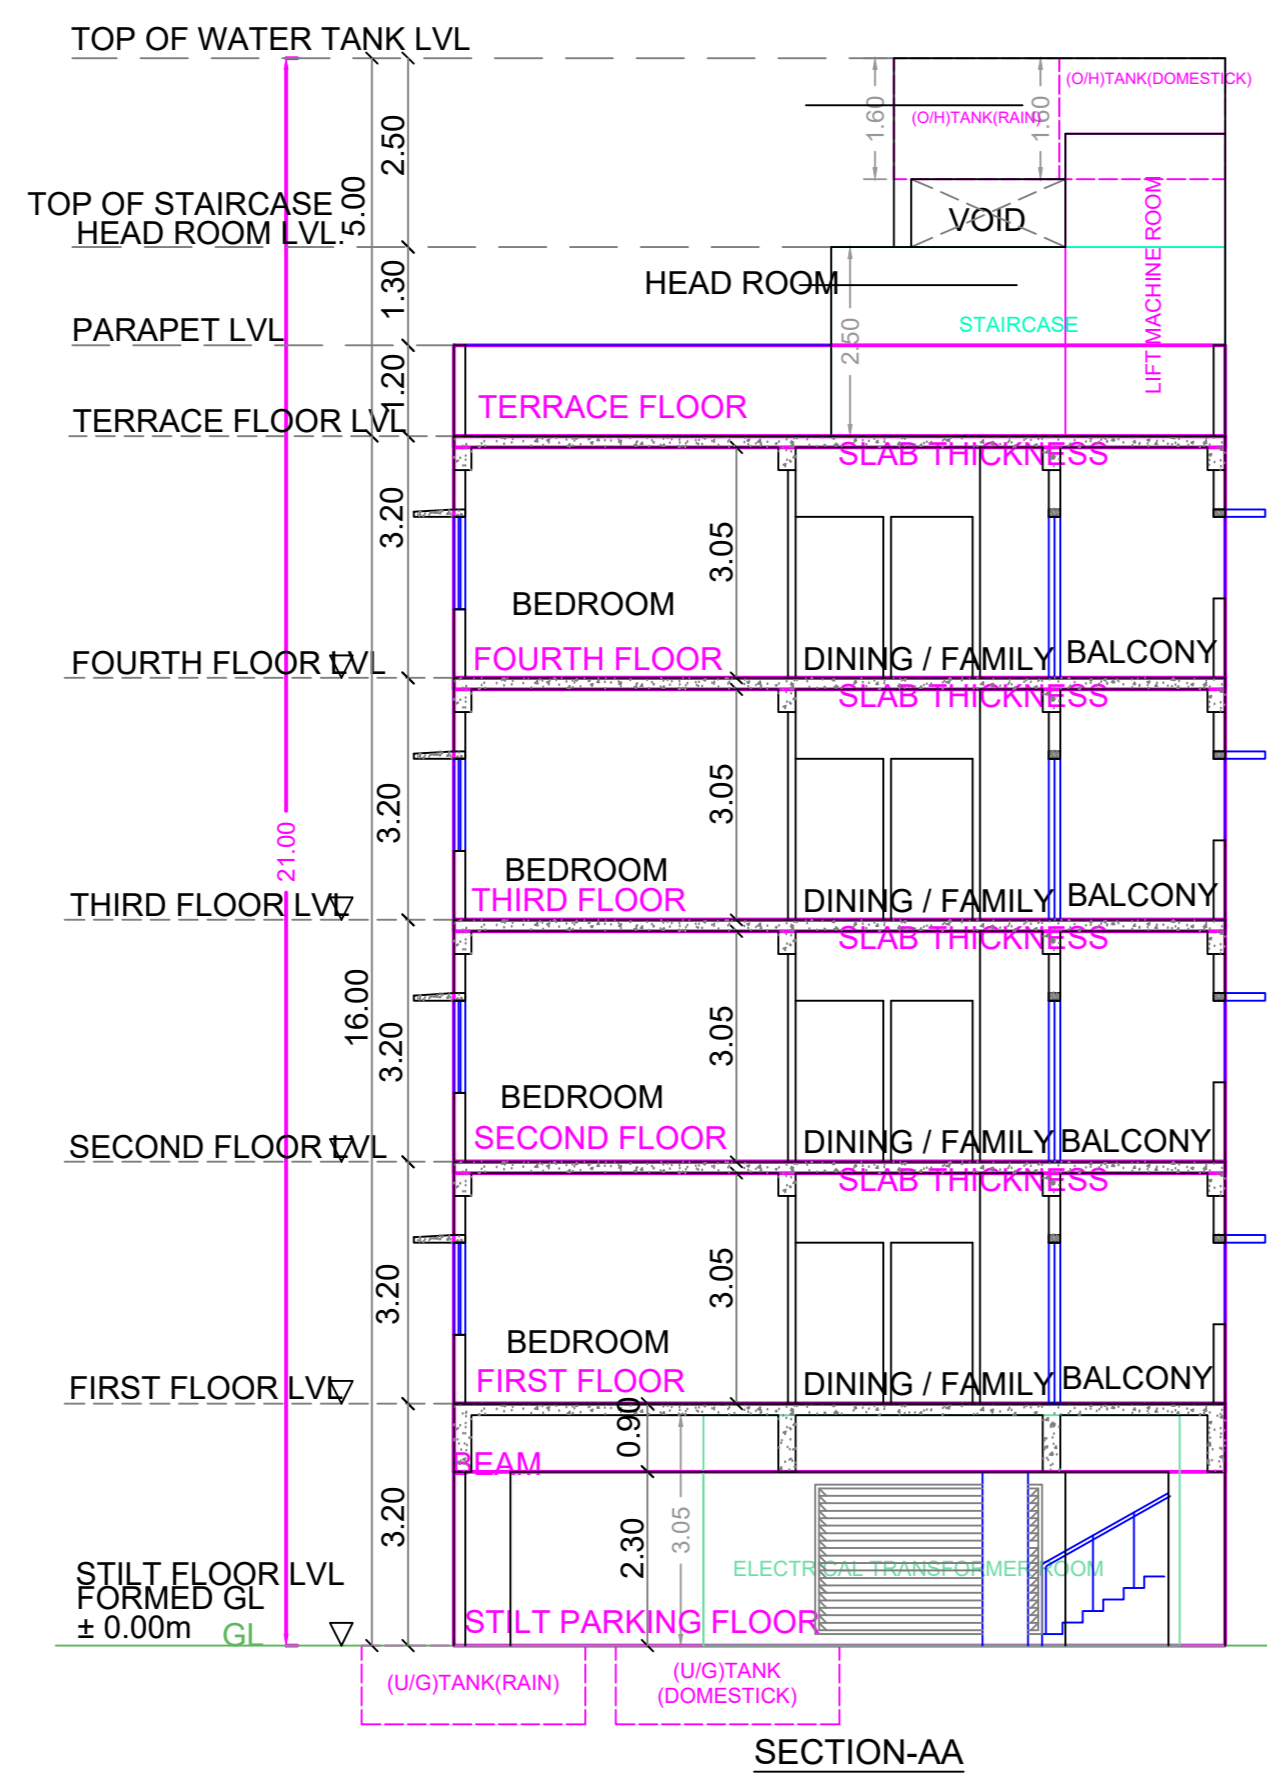 TOP OF WATER TANK LVL
(O/H)TANK(DOMESTICK)
1.60
(O/H)TANK(RAIN)
1.60
2.50
5.00
TOP OF STAIRCASE
HEAD ROOM LVL.
VOID
LIFT MACHINE ROOM
HEAD ROOM
1.30
STAIRCASE
2.50
PARAPET LVL
1.20
TERRACE FLOOR
TERRACE FLOOR LVL
SLAB THICKNESS
3.20
3.05
BEDROOM
FOURTH FLOOR LVL
FOURTH FLOOR
DINING / FAMILY
BALCONY
SLAB THICKNESS
3.20
3.05
21.00
BEDROOM
THIRD FLOOR LVL
THIRD FLOOR
DINING / FAMILY
BALCONY
SLAB THICKNESS
16.00
3.20
3.05
BEDROOM
SECOND FLOOR LVL
SECOND FLOOR
DINING / FAMILY
BALCONY
SLAB THICKNESS
3.20
3.05
BEDROOM
FIRST FLOOR LVL
FIRST FLOOR
DINING / FAMILY
BALCONY
0.90
BEAM
3.20
2.30
3.05
ELECTRICAL TRANSFORMER ROOM
STILT FLOOR LVL
FORMED GL
± 0.00m
GL
STILT PARKING FLOOR
(U/G)TANK(RAIN)
(U/G)TANK
(DOMESTICK)
SECTION-AA